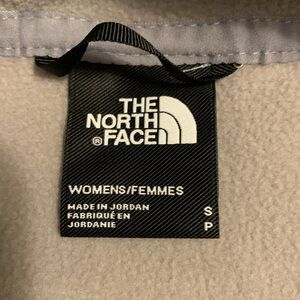 THE
NORTH
®FACE
WOMENS/FEMMES
MADE IN JORDAN
FABRIQUÉ EN
JORDANIE
S
P